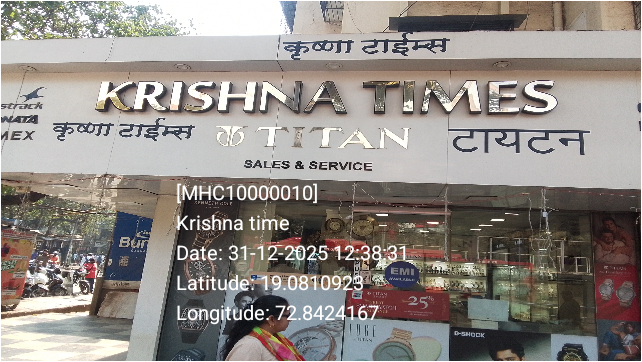 कृष्णा टाईम्स
KRISHNA TIMES
strack
NATA
MEX
कृष्णा टाईम्स
TITAN
टायटन
SALES & SERVICE
[MHC10000010]
Krishna time
Date: 31-12-2025 12:38:31
Latitude: 19.0810923
Longitude: 72.8424167
EMI
25%
G-SHOCK